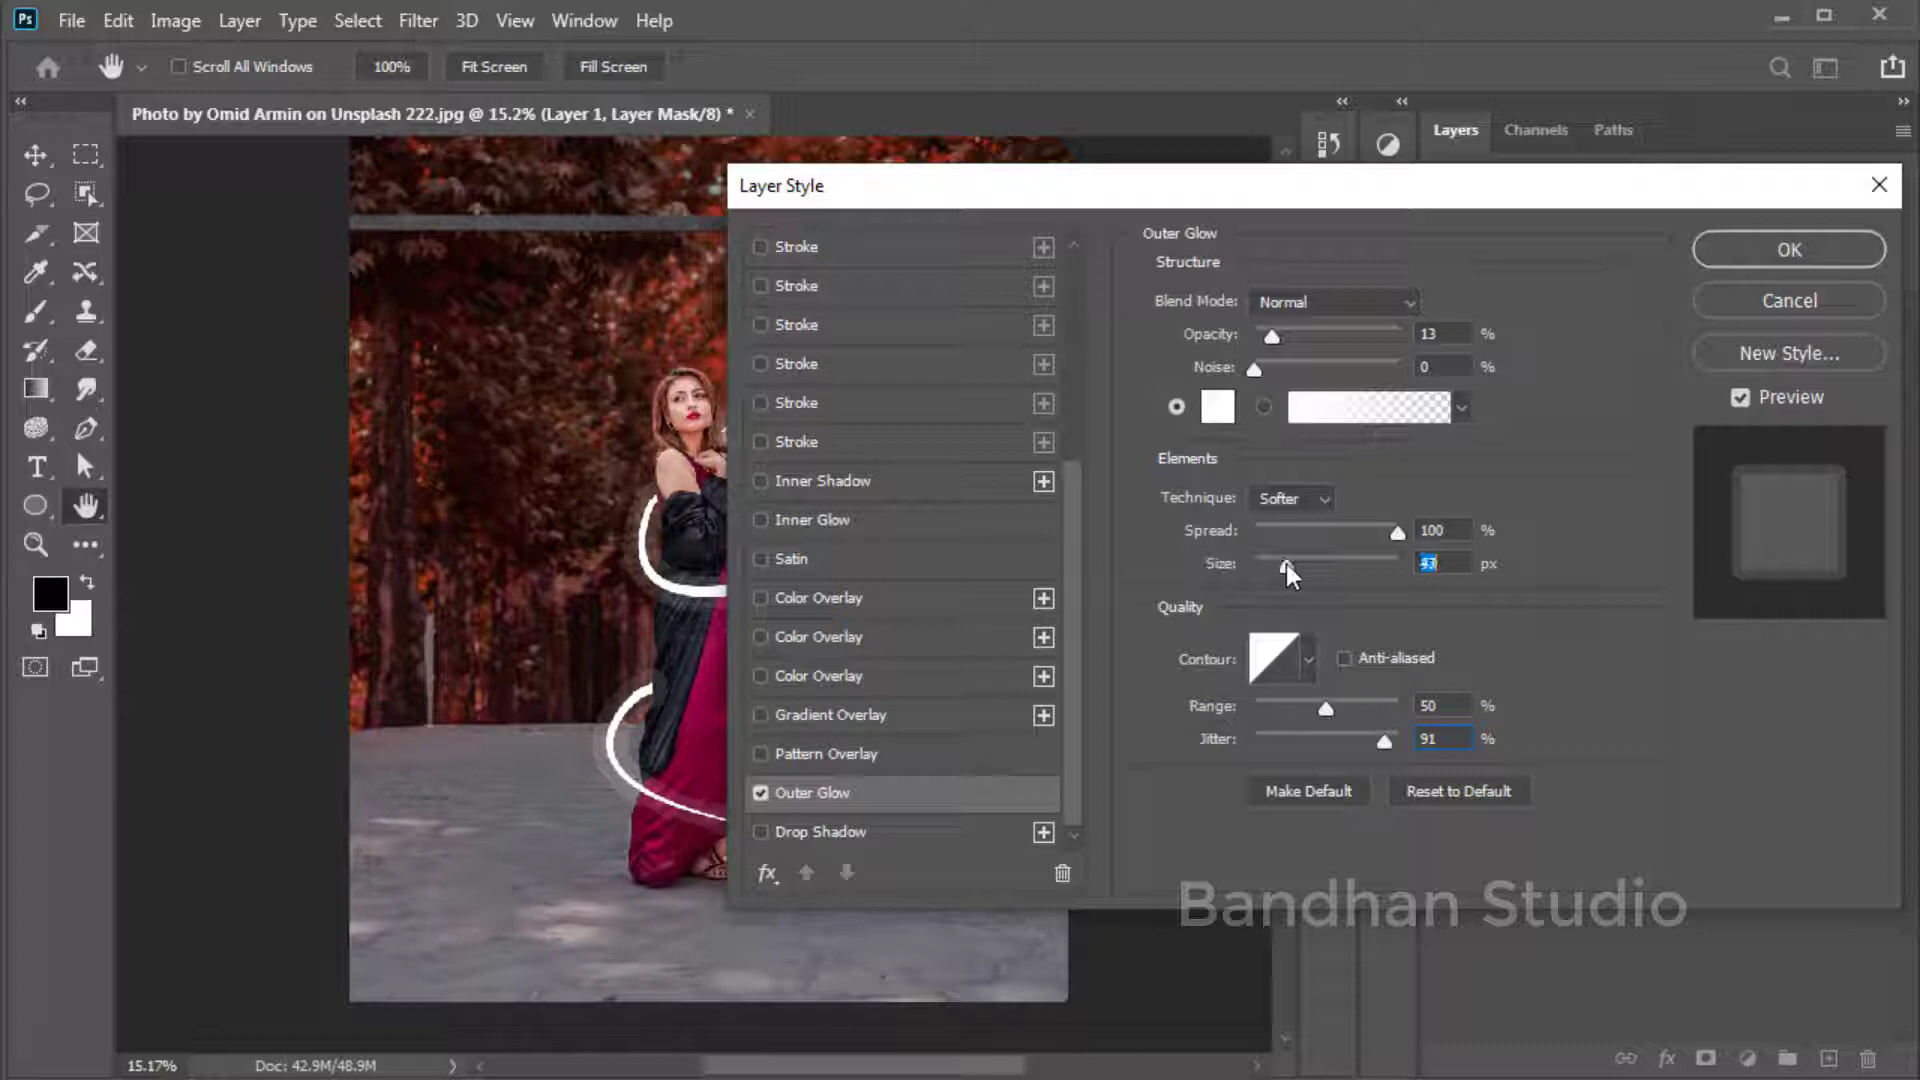 Ps File Edit Image Layer Type Select Filter 3D View Window Help
Scroll All Windows 100% Fit Screen Fill Screen
Photo by Omid Armin on Unsplash 222.jpg @ 15.2% (Layer 1, Layer Mask/8) *
Layers Channels Paths
Layer Style
Stroke
Stroke
Stroke
Stroke
Stroke
Stroke
Inner Shadow
Inner Glow
Satin
Color Overlay
Color Overlay
Color Overlay
Gradient Overlay
Pattern Overlay
Outer Glow
Drop Shadow
fx
Outer Glow
Structure
Blend Mode: Normal
Opacity: 13 %
Noise: 0 %
Elements
Technique: Softer
Spread: 100 %
Size: 43 px
Quality
Contour: Anti-aliased
Range: 50 %
Jitter: 91 %
Make Default Reset to Default
OK
Cancel
New Style...
Preview
Bandhan Studio
15.17% Doc: 42.9M/48.9M
fx